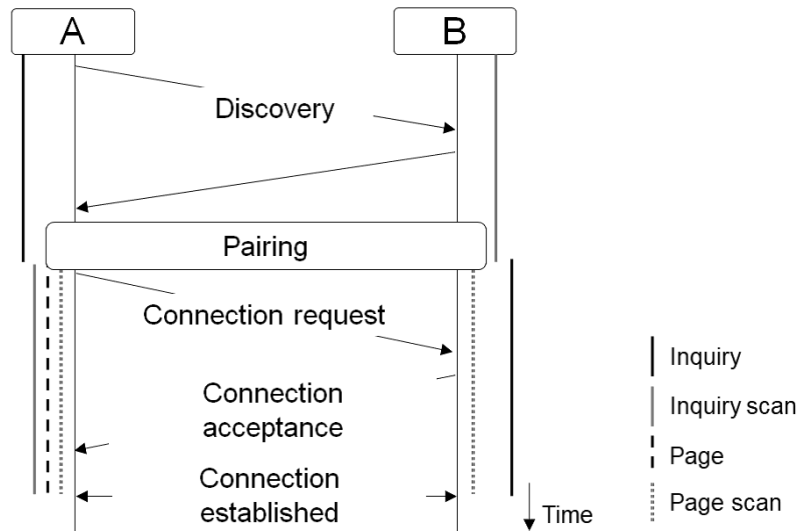 A
B
Discovery
Pairing
Connection request
Connection
acceptance
Connection
established
Inquiry
Inquiry scan
Page
Page scan
Time